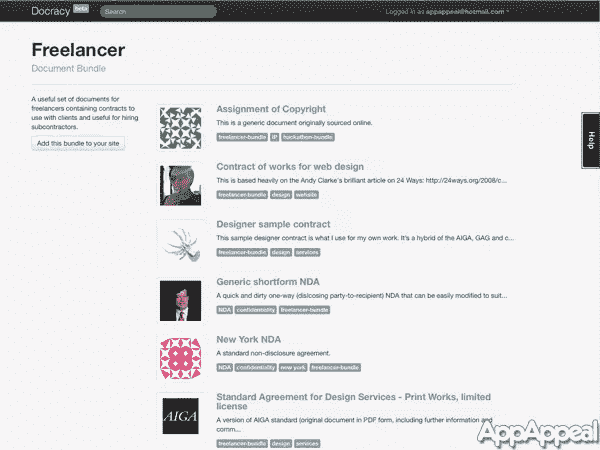 Docracy beta
Search
Logged in as appappeal@hotmail.com
Freelancer
Document Bundle
A useful set of documents for
freelancers containing contracts to
use with clients and useful for hiring
subcontractors.
Add this bundle to your site
Assignment of Copyright
This is a generic document originally sourced online.
freelancer-bundle IP hackathon-bundle
Contract of works for web design
This is based heavily on the Andy Clarke's brilliant article on 24 Ways: http://24ways.org/2008/c...
freelancer-bundle design website
Designer sample contract
This sample designer contract is what I use for my own work. It's a hybrid of the AIGA, GAG and c...
freelancer-bundle design services
Generic shortform NDA
A quick and dirty one-way (dislcosing party-to-recipient) NDA that can be easily modified to suit...
NDA confidentiality freelancer-bundle
New York NDA
A standard non-disclosure agreement.
NDA confidentiality new york freelancer-bundle
AIGA
Standard Agreement for Design Services - Print Works, limited
license
A version of AIGA standard (original document in PDF form, including further information and
comm...
freelancer-bundle design services
Help
AppAppeal